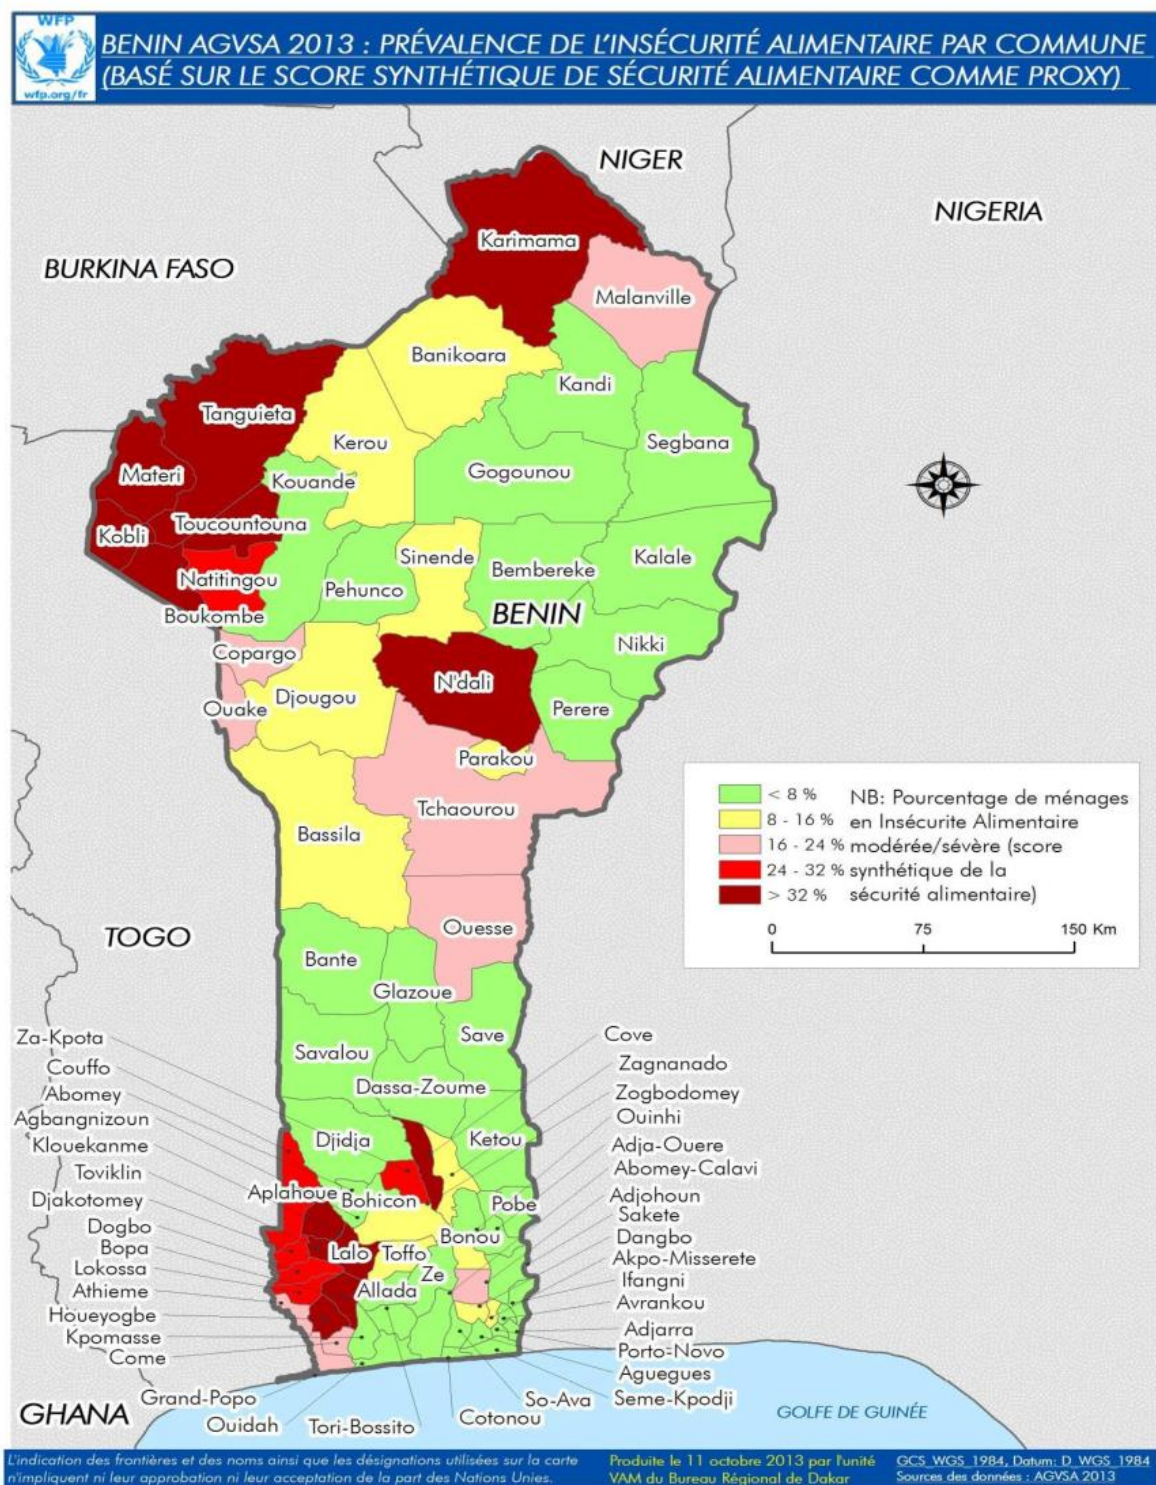 WFP
wfp.org/fr
BENIN AGVSA 2013 : PRÉVALENCE DE L'INSÉCURITÉ ALIMENTAIRE PAR COMMUNE
(BASÉ SUR LE SCORE SYNTHÉTIQUE DE SÉCURITÉ ALIMENTAIRE COMME PROXY)
NIGER
NIGERIA
Karimama
BURKINA FASO
Malanville
Banikoara
Kandi
Tanguieta
Kerou
Segbana
Materi
Kouande
Gogounou
Toucountouna
Kobli
Sinende
Kalale
Natitingou
Pehunco
Bembereke
Boukombe
BENIN
Copargo
Nikki
N'dali
Djougou
Ouake
Perere
Parakou
Tchaourou
Bassila
< 8 %
8 - 16 %
16 - 24 %
24 - 32 %
> 32 %
NB: Pourcentage de ménages
en Insécurite Alimentaire
modérée/sévère (score
synthétique de la
sécurité alimentaire)
0 75 150 Km
Ouesse
TOGO
Bante
Glazoue
Save
Savalou
Dassa-Zoume
Za-Kpota
Couffo
Abomey
Agbangnizoun
Klouekanme
Toviklin
Djakotomey
Dogbo
Bopa
Lokossa
Athieme
Houeyogbe
Kpomasse
Come
Grand-Popo
Ouidah
Tori-Bossito
Cotonou
So-Ava
Djidja
Ketou
Aplahoue
Bohicon
Pobe
Bonou
Lalo
Toffo
Ze
Allada
Cove
Zagnanado
Zogbodomey
Ouinhi
Adja-Ouere
Abomey-Calavi
Adjohoun
Sakete
Dangbo
Akpo-Misserete
Ifangni
Avrankou
Adjarra
Porto-Novo
Aguegues
Seme-Kpodji
GHANA
GOLFE DE GUINÉE
L'indication des frontières et des noms ainsi que les désignations utilisées sur la carte
n'impliquent ni leur approbation ni leur acceptation de la part des Nations Unies.
Produite le 11 octobre 2013 par l'unité
VAM du Bureau Régional de Dakar
GCS_WGS_1984, Datum: D_WGS_1984
Sources des données : AGVSA 2013